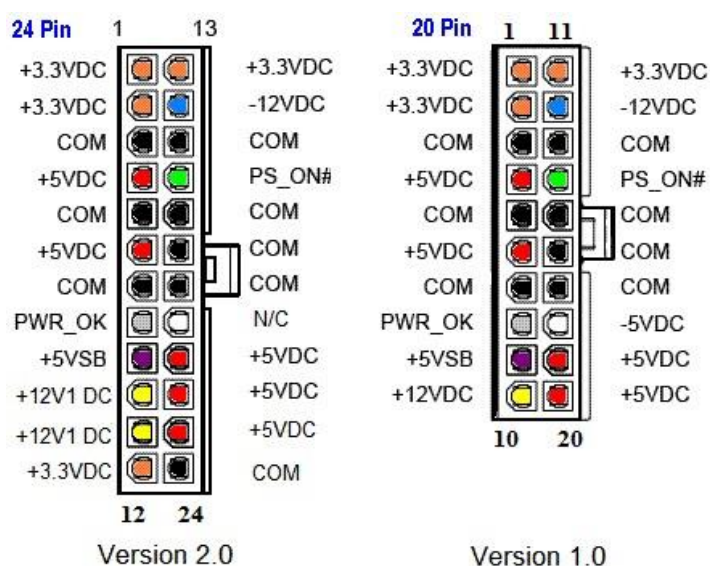 24 Pin 1 13
+3.3VDC +3.3VDC
+3.3VDC -12VDC
COM COM
+5VDC PS_ON#
COM COM
+5VDC COM
COM COM
PWR_OK N/C
+5VSB +5VDC
+12V1 DC +5VDC
+12V1 DC +5VDC
+3.3VDC COM
12 24
Version 2.0
20 Pin 1 11
+3.3VDC +3.3VDC
+3.3VDC -12VDC
COM COM
+5VDC PS_ON#
COM COM
+5VDC COM
COM COM
PWR_OK -5VDC
+5VSB +5VDC
+12VDC +5VDC
10 20
Version 1.0